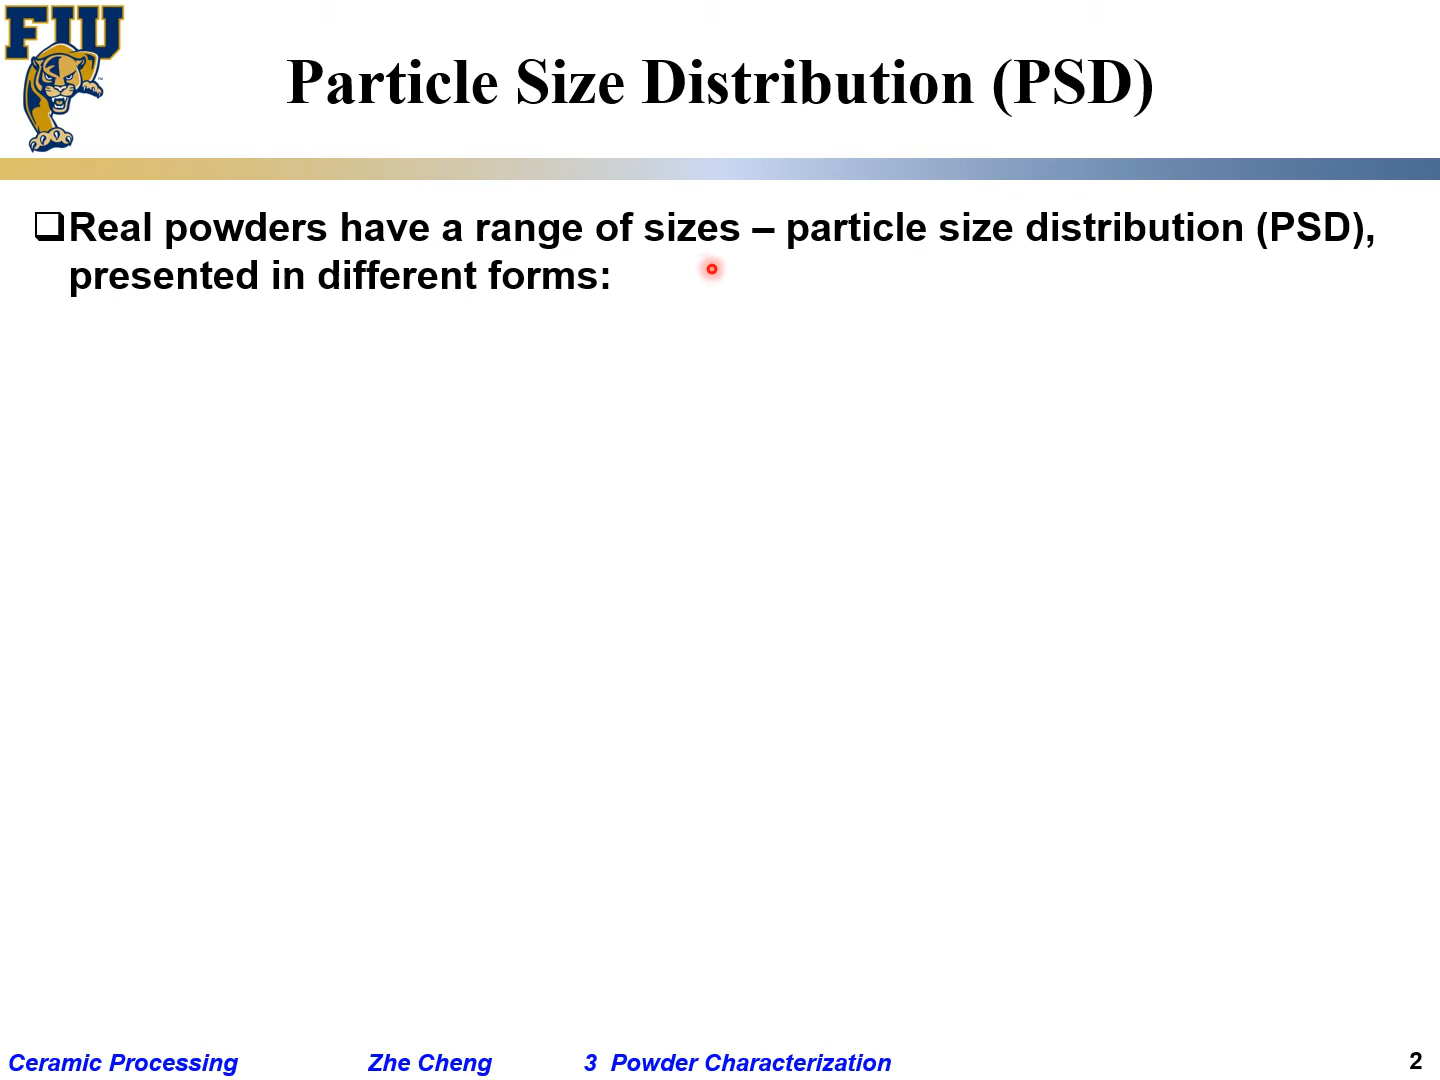 FIU
Particle Size Distribution (PSD)
❑Real powders have a range of sizes – particle size distribution (PSD),
presented in different forms:
Ceramic Processing Zhe Cheng 3 Powder Characterization 2